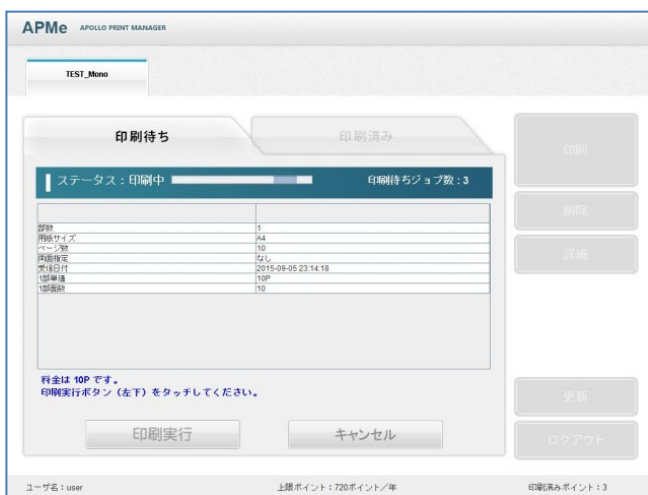 APMe APOLLO PRINT MANAGER
TEST_Mono
印刷待ち
印刷済み
印刷
ステータス：印刷中
印刷待ちジョブ数：3
削除
部数 1
用紙サイズ A4
ページ数 10
両面指定 なし
受信日付 2015-09-05 23:14:18
1部単価 10P
1部面数 10
詳細
料金は 10P です。
印刷実行ボタン（左下）をタッチしてください。
更新
印刷実行
キャンセル
ログアウト
ユーザ名：user
上限ポイント：720ポイント／年
印刷済みポイント：3